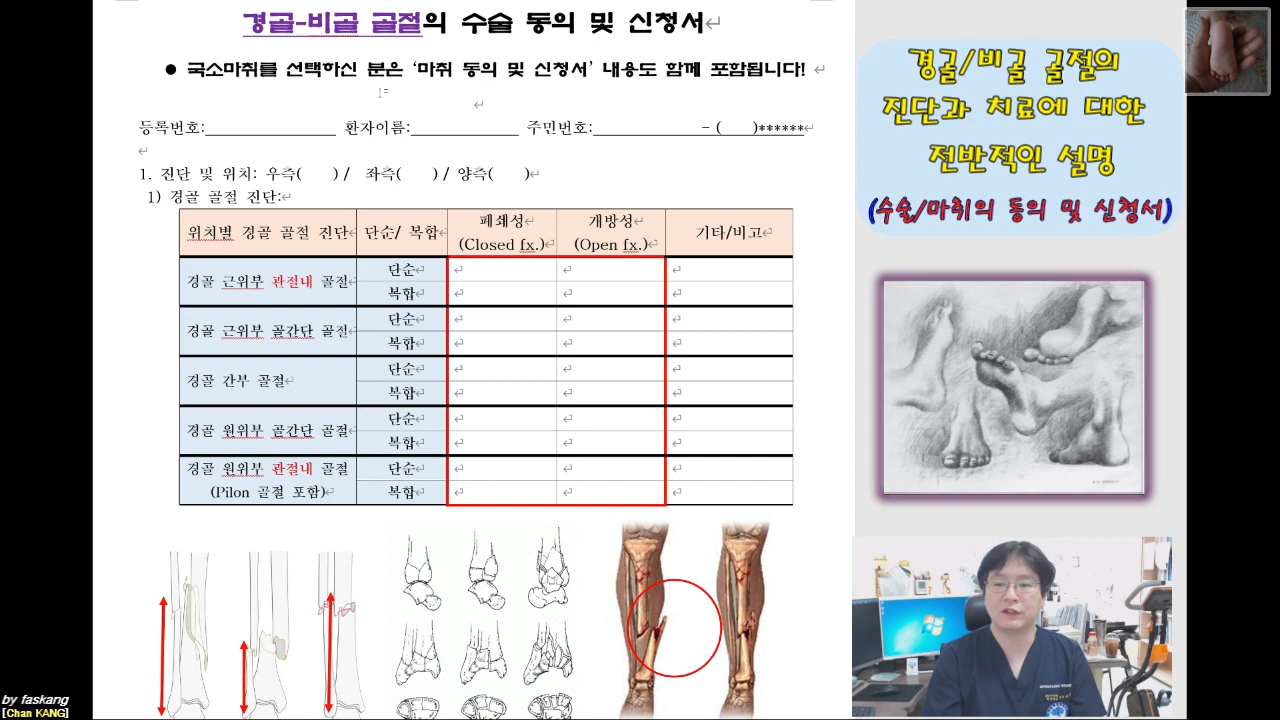 경골-비골 골절의 수술 동의 및 신청서
● 국소마취를 선택하신 분은 ‘마취 동의 및 신청서’ 내용도 함께 포함됩니다!
등록번호: 환자이름: 주민번호: - ( )******
1. 진단 및 위치: 우측( ) / 좌측( ) / 양측( )
1) 경골 골절 진단:
위치별 경골 골절 진단 단순/ 복합 폐쇄성 (Closed fx.) 개방성 (Open fx.) 기타/비고
경골 근위부 관절내 골절 단순
복합
경골 근위부 골간단 골절 단순
복합
경골 간부 골절 단순
복합
경골 원위부 골간단 골절 단순
복합
경골 원위부 관절내 골절 단순
(Pilon 골절 포함) 복합
경골/비골 골절의
진단과 치료에 대한
전반적인 설명
(수술/마취의 동의 및 신청서)
by faskang
[Chan KANG]